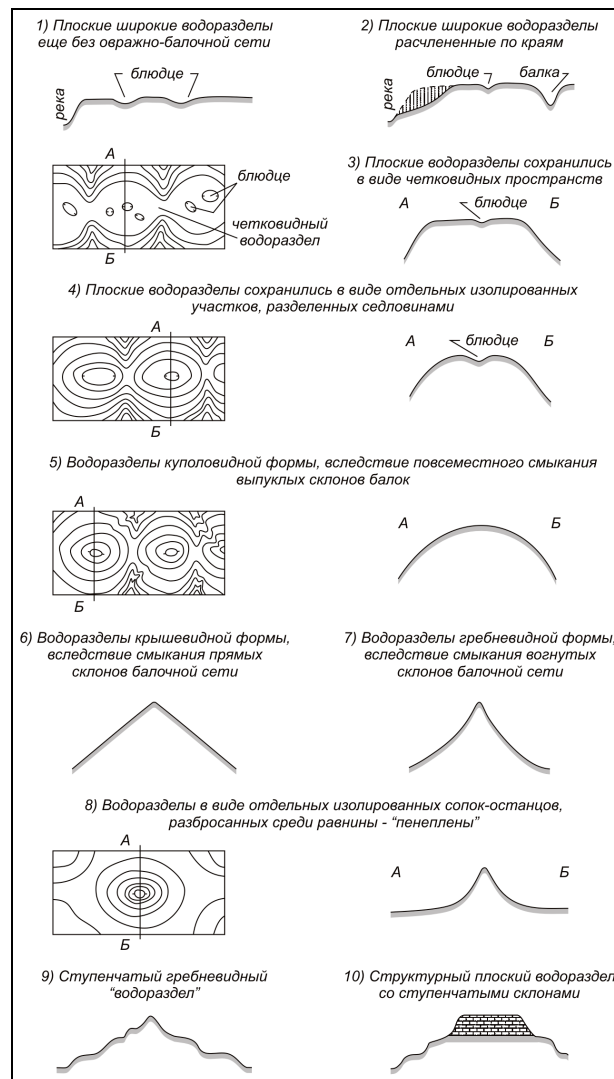 1) Плоские широкие водоразделы
еще без овражно-балочной сети
блюдце
река
2) Плоские широкие водоразделы
расчлененные по краям
блюдце
балка
река
А
блюдце
четковидный
водораздел
Б
3) Плоские водоразделы сохранились
в виде четковидных пространств
А
блюдце
Б
4) Плоские водоразделы сохранились в виде отдельных изолированных
участков, разделенных седловинами
А
Б
А
блюдце
Б
5) Водоразделы куполовидной формы, вследствие повсеместного смыкания
выпуклых склонов балок
А
Б
А
Б
6) Водоразделы крышевидной формы,
вследствие смыкания прямых
склонов балочной сети
7) Водоразделы гребневидной формы,
вследствие смыкания вогнутых
склонов балочной сети
8) Водоразделы в виде отдельных изолированных сопок-останцов,
разбросанных среди равнины - "пенеплены"
А
Б
А
Б
9) Ступенчатый гребневидный
"водораздел"
10) Структурный плоский водораздел
со ступенчатыми склонами